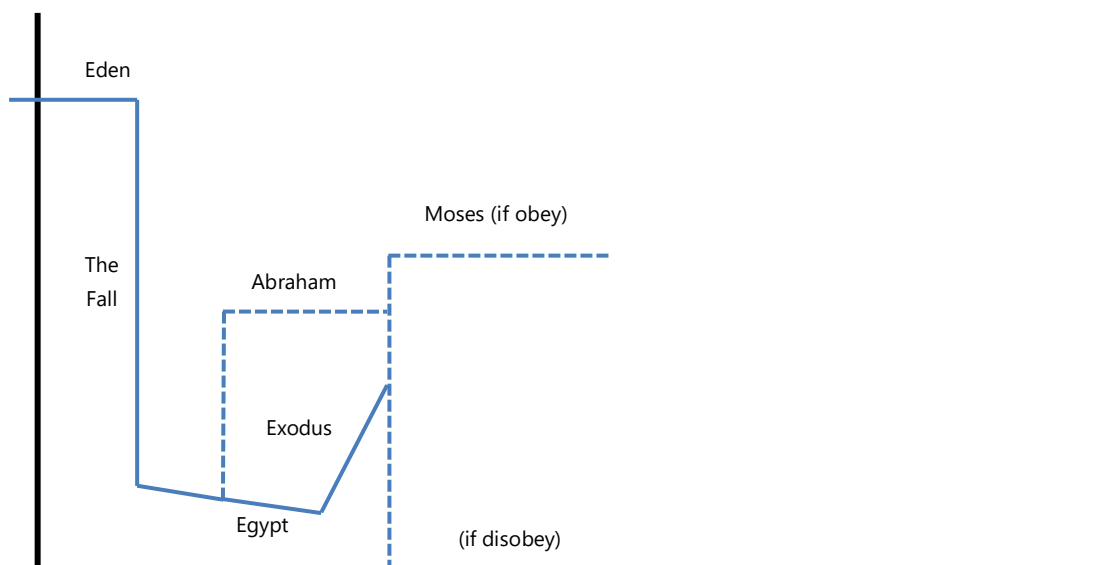 Eden
Moses (if obey)
The
Fall
Abraham
Exodus
Egypt
(if disobey)